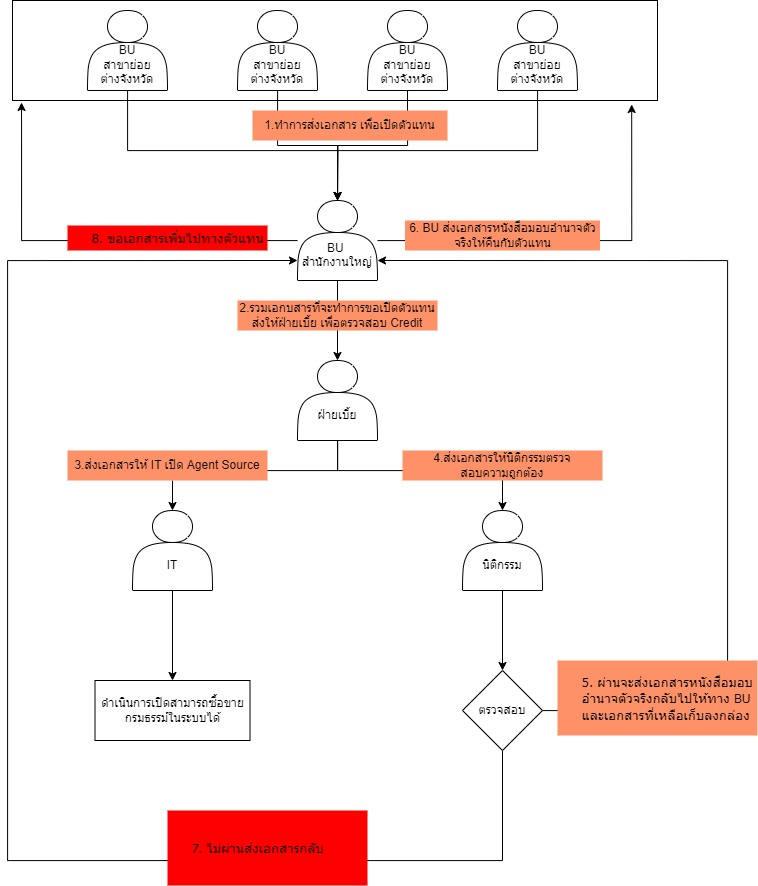 BU
สาขาย่อย
ต่างจังหวัด
BU
สาขาย่อย
ต่างจังหวัด
BU
สาขาย่อย
ต่างจังหวัด
BU
สาขาย่อย
ต่างจังหวัด
1.ทำการส่งเอกสาร เพื่อเปิดตัวแทน
8. ขอเอกสารเพิ่มไปทางตัวแทน
BU
สำนักงานใหญ่
6. BU ส่งเอกสารหนังสือมอบอำนาจตัว
จริงให้คืนกับตัวแทน
2.รวมเอกบสารที่จะทำการขอเปิดตัวแทน
ส่งให้ฝ่ายเบี้ย เพื่อตรวจสอบ Credit
ฝ่ายเบี้ย
3.ส่งเอกสารให้ IT เปิด Agent Source
4.ส่งเอกสารให้นิติกรรมตรวจ
สอบความถูกต้อง
IT
นิติกรรม
ดำเนินการเปิดสามารถซื้อขาย
กรมธรรม์ในระบบได้
ตรวจสอบ
5. ผ่านจะส่งเอกสารหนังสือมอบ
อำนาจตัวจริงกลับไปให้ทาง BU
และเอกสารที่เหลือเก็บลงกล่อง
7. ไม่ผ่านส่งเอกสารกลับ